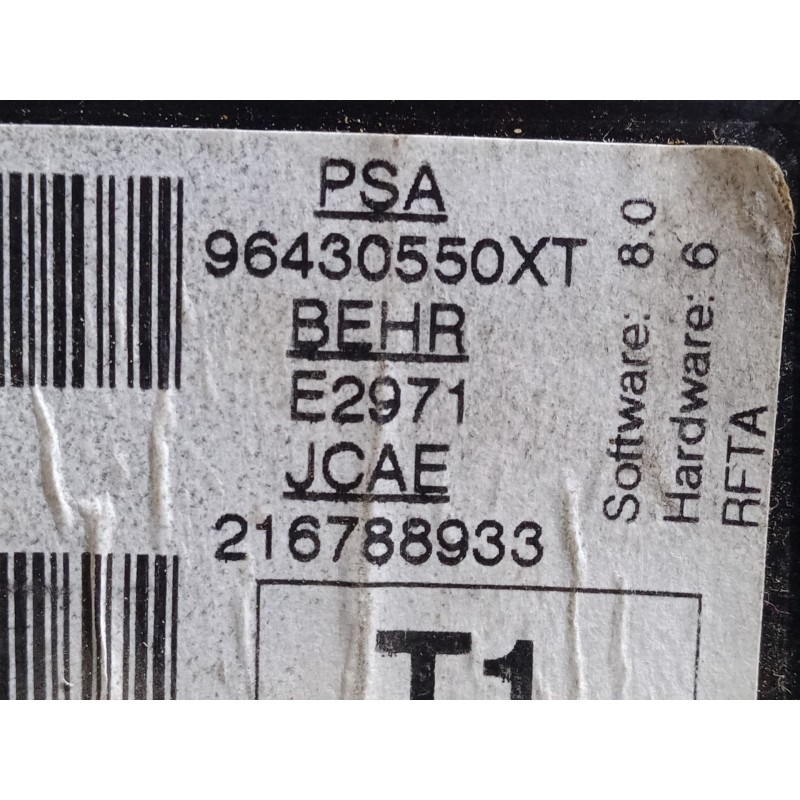 PSA
96430550XT
BEHR
E2971
JCAE
216788933
T1
Software: 8.0
Hardware: 6
RFTA